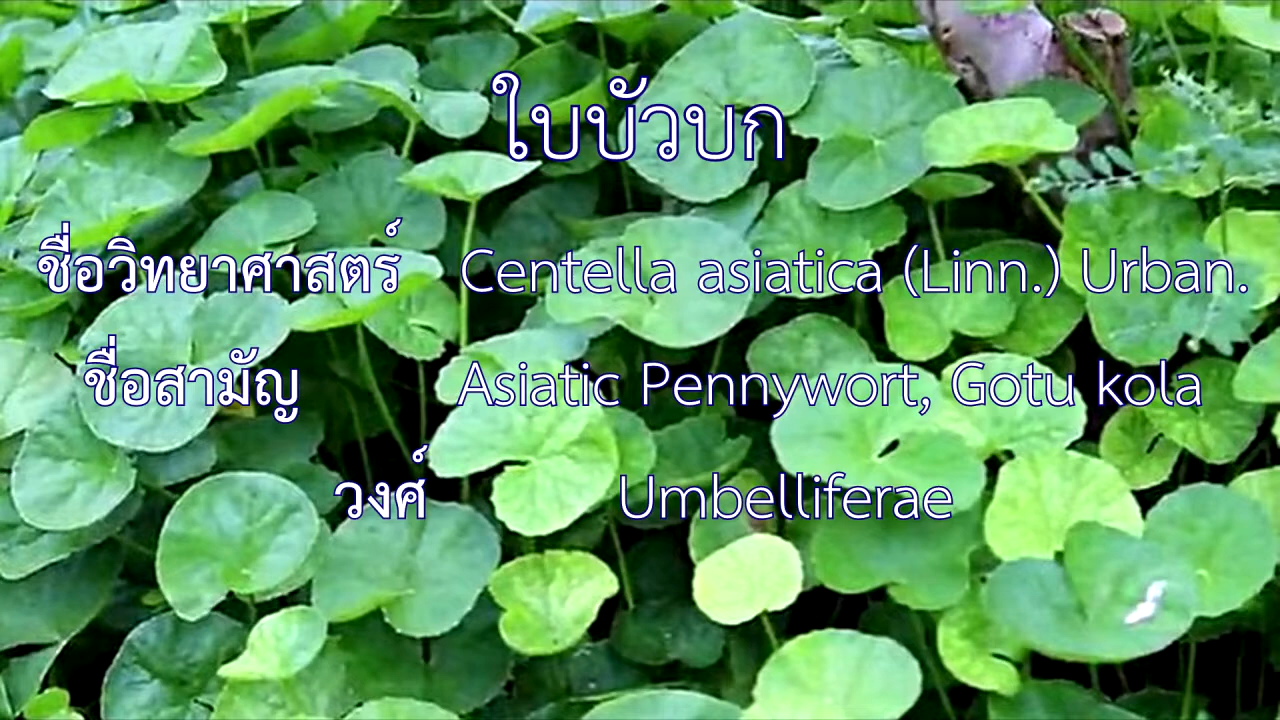 ใบบัวบก
ชื่อวิทยาศาสตร์ Centella asiatica (Linn.) Urban.
ชื่อสามัญ Asiatic Pennywort, Gotu kola
วงศ์ Umbelliferae